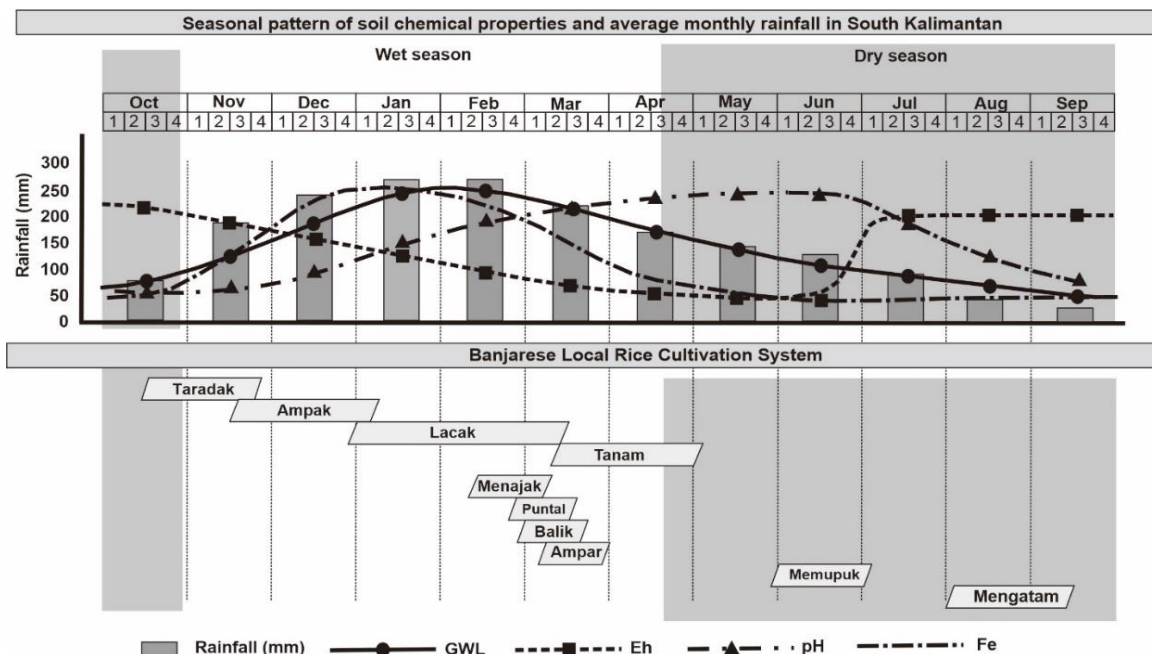 Seasonal pattern of soil chemical properties and average monthly rainfall in South Kalimantan
Wet season Dry season
Oct Nov Dec Jan Feb Mar Apr May Jun Jul Aug Sep
1 2 3 4 1 2 3 4 1 2 3 4 1 2 3 4 1 2 3 4 1 2 3 4 1 2 3 4 1 2 3 4 1 2 3 4 1 2 3 4 1 2 3 4 1 2 3 4
Rainfall (mm)
300
250
200
150
100
50
0
Banjarese Local Rice Cultivation System
Taradak
Ampak
Lacak
Tanam
Menajak
Puntal
Balik
Ampar
Memupuk
Mengatam
Rainfall (mm) GWL Eh pH Fe